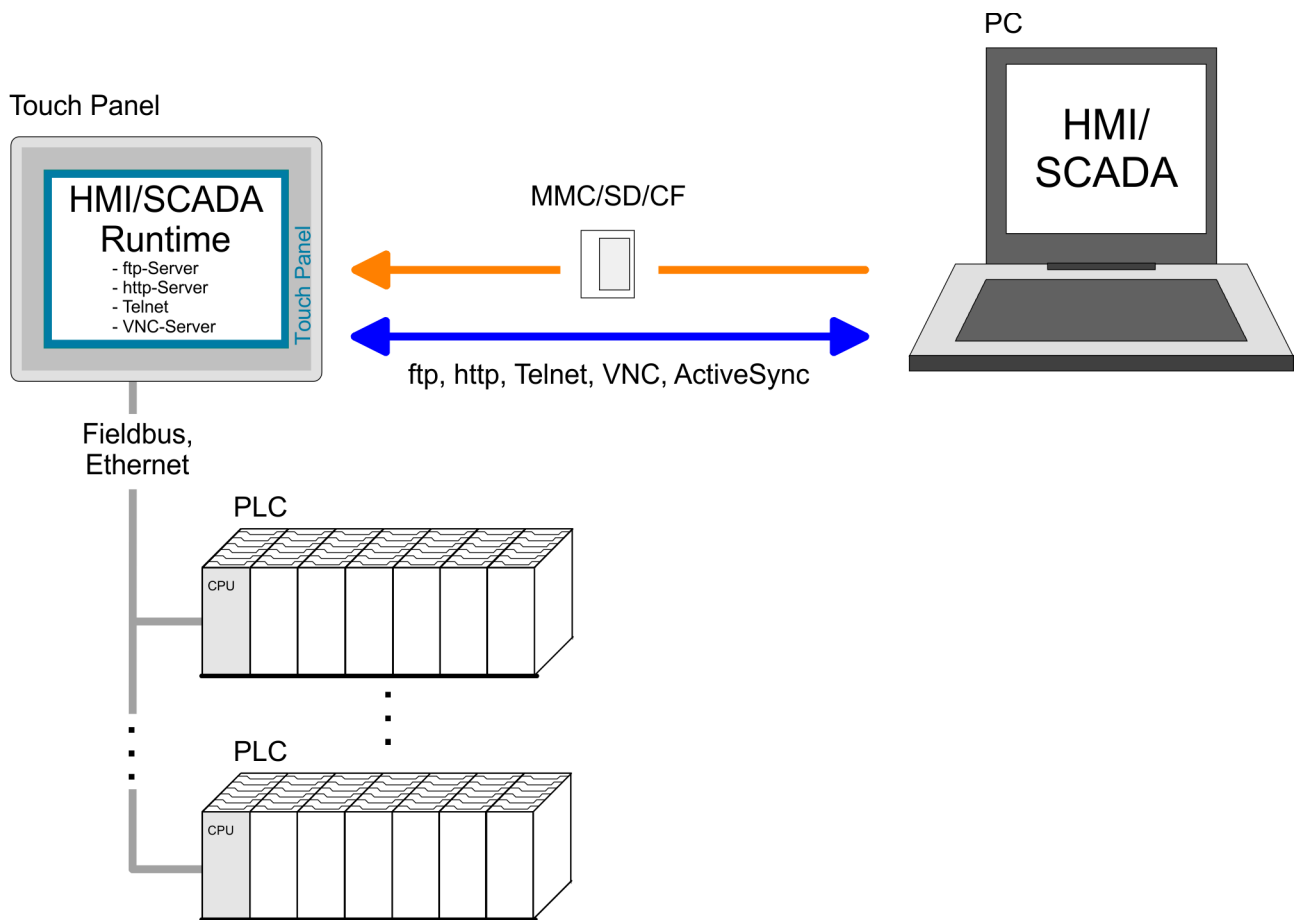 PC
Touch Panel
HMI/SCADA
Runtime
- ftp-Server
- http-Server
- Telnet
- VNC-Server
Touch Panel
MMC/SD/CF
HMI/
SCADA
ftp, http, Telnet, VNC, ActiveSync
Fieldbus,
Ethernet
PLC
CPU
PLC
CPU